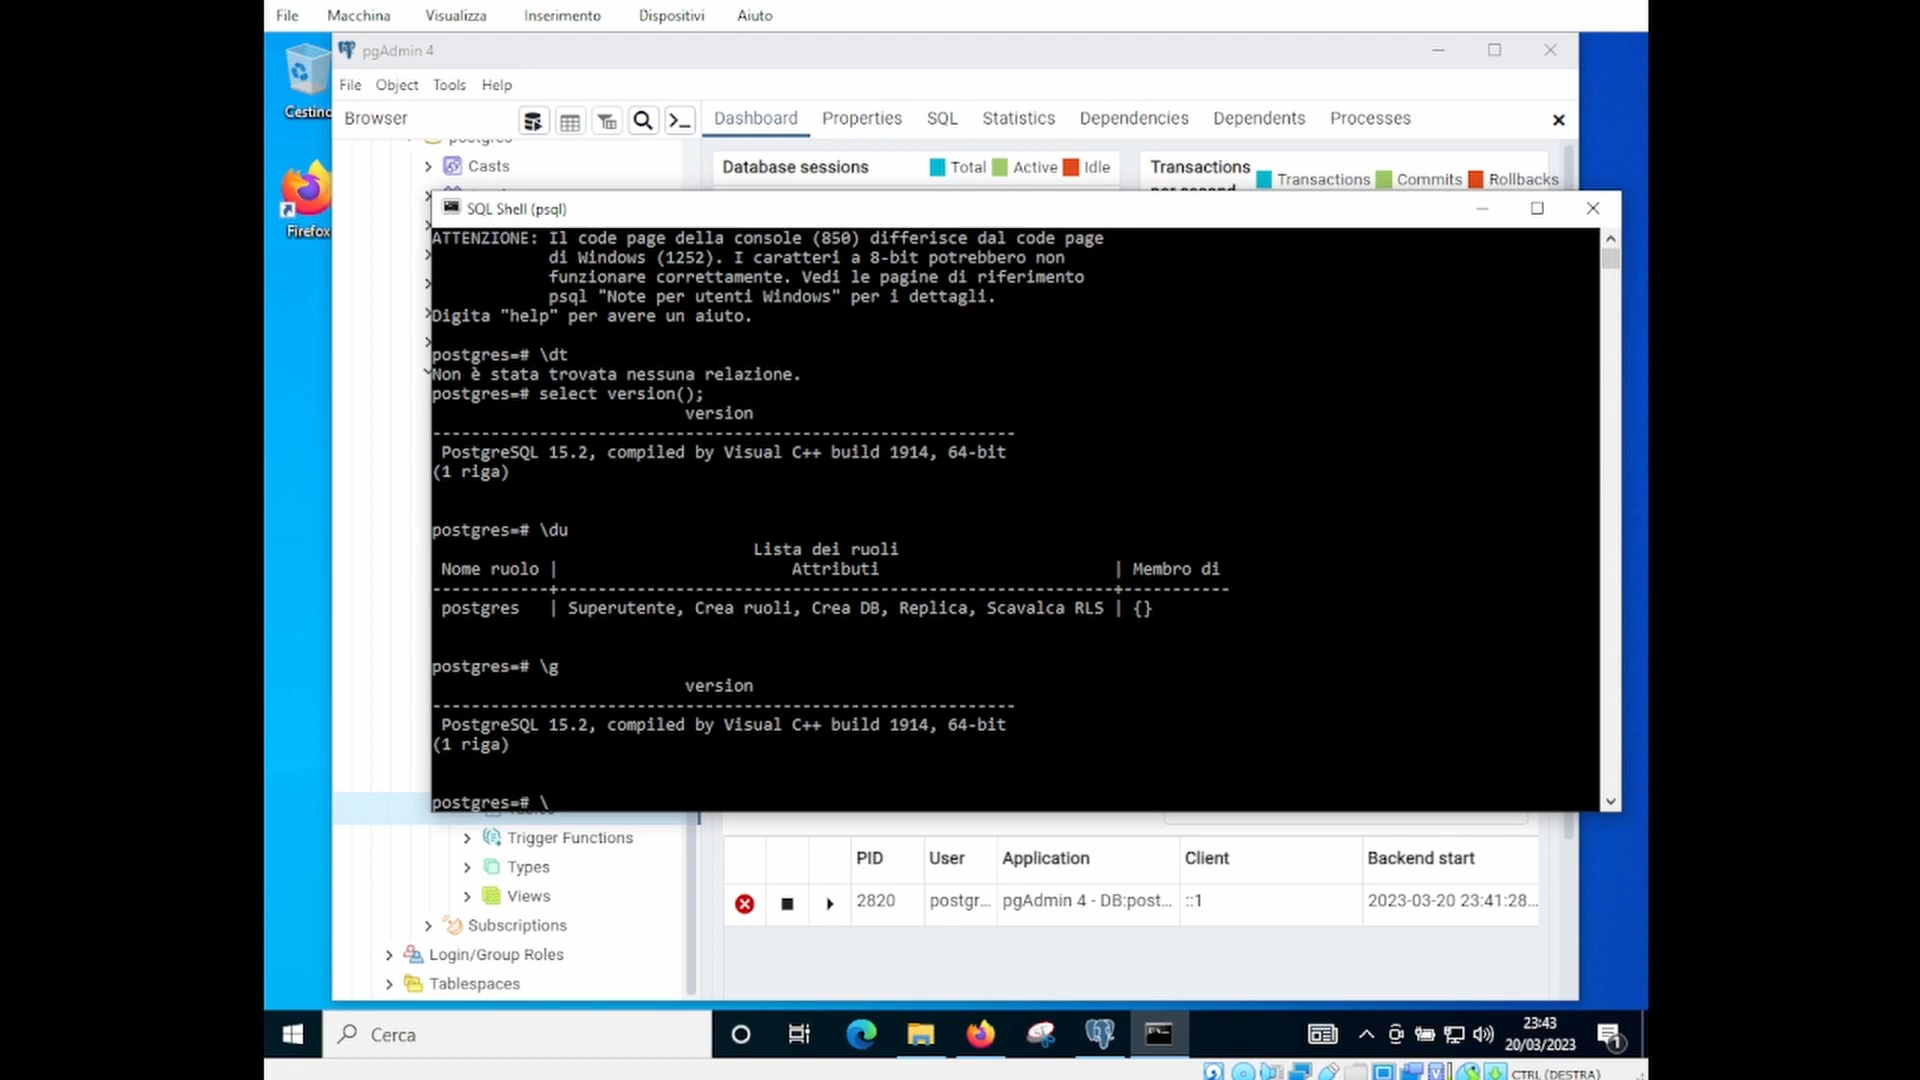 File Macchina Visualizza Inserimento Dispositivi Aiuto
Cestino
Firefox
pgAdmin 4
File Object Tools Help
Browser
Dashboard Properties SQL Statistics Dependencies Dependents Processes
postgres
Casts
Database sessions Total Active Idle
Transactions Transactions Commits Rollbacks
SQL Shell (psql)
ATTENZIONE: Il code page della console (850) differisce dal code page
di Windows (1252). I caratteri a 8-bit potrebbero non
funzionare correttamente. Vedi le pagine di riferimento
psql "Note per utenti Windows" per i dettagli.
Digita "help" per avere un aiuto.
postgres=# \dt
Non è stata trovata nessuna relazione.
postgres=# select version();
version
------------------------------------------------------------
PostgreSQL 15.2, compiled by Visual C++ build 1914, 64-bit
(1 riga)
postgres=# \du
Lista dei ruoli
Nome ruolo | Attributi | Membro di
------------+---------------------------------------------------------+-----------
postgres | Superutente, Crea ruoli, Crea DB, Replica, Scavalca RLS | {}
postgres=# \g
version
------------------------------------------------------------
PostgreSQL 15.2, compiled by Visual C++ build 1914, 64-bit
(1 riga)
postgres=# \
Trigger Functions
Types
Views
Subscriptions
Login/Group Roles
Tablespaces
PID User Application Client Backend start
2820 postgr... pgAdmin 4 - DB:post... ::1 2023-03-20 23:41:28...
Cerca
23:43
20/03/2023
1
CTRL (DESTRA)